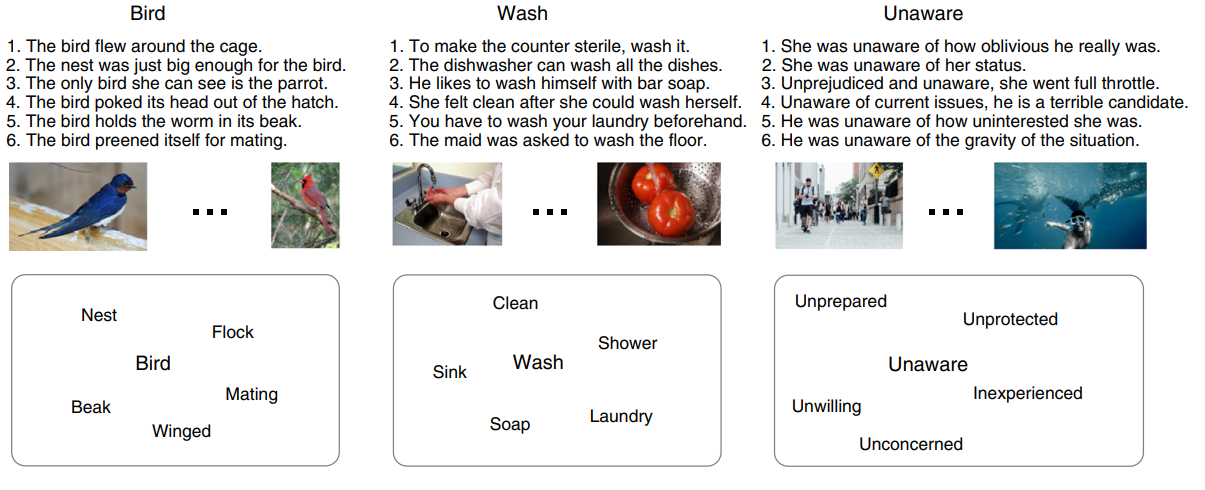 Bird
1. The bird flew around the cage.
2. The nest was just big enough for the bird.
3. The only bird she can see is the parrot.
4. The bird poked its head out of the hatch.
5. The bird holds the worm in its beak.
6. The bird preened itself for mating.
Nest
Flock
Bird
Mating
Beak
Winged
Wash
1. To make the counter sterile, wash it.
2. The dishwasher can wash all the dishes.
3. He likes to wash himself with bar soap.
4. She felt clean after she could wash herself.
5. You have to wash your laundry beforehand.
6. The maid was asked to wash the floor.
Clean
Shower
Wash
Sink
Laundry
Soap
Unaware
1. She was unaware of how oblivious he really was.
2. She was unaware of her status.
3. Unprejudiced and unaware, she went full throttle.
4. Unaware of current issues, he is a terrible candidate.
5. He was unaware of how uninterested she was.
6. He was unaware of the gravity of the situation.
Unprepared
Unprotected
Unaware
Inexperienced
Unwilling
Unconcerned